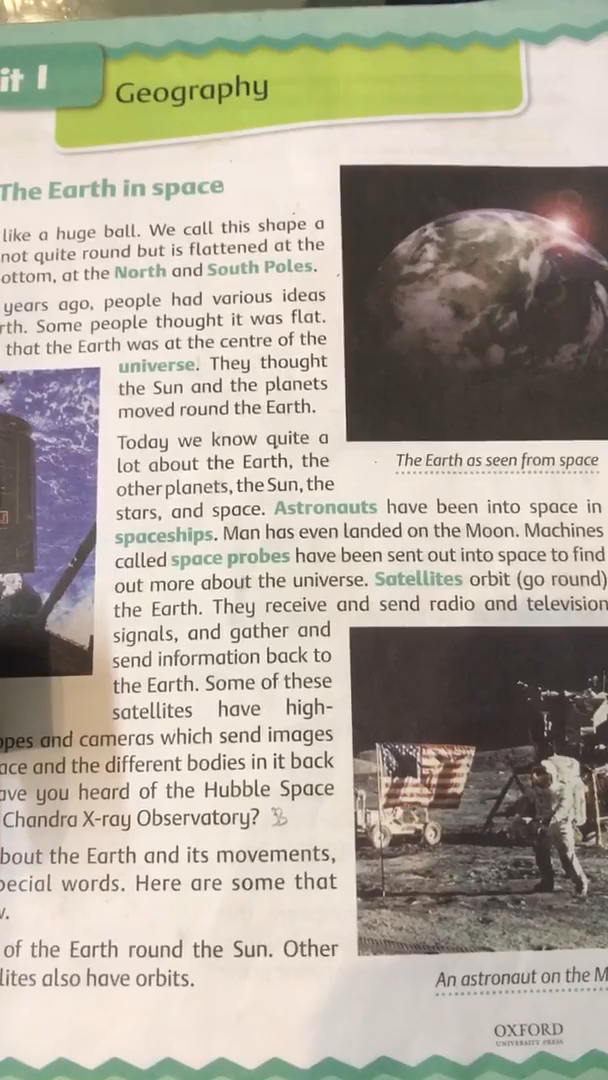 it 1
Geography
The Earth in space
like a huge ball. We call this shape a
not quite round but is flattened at the
ottom, at the North and South Poles.
years ago, people had various ideas
rth. Some people thought it was flat.
that the Earth was at the centre of the
universe. They thought
the Sun and the planets
moved round the Earth.
Today we know quite a
lot about the Earth, the
other planets, the Sun, the
stars, and space. Astronauts have been into space in
spaceships. Man has even landed on the Moon. Machines
called space probes have been sent out into space to find
out more about the universe. Satellites orbit (go round)
the Earth. They receive and send radio and television
signals, and gather and
send information back to
the Earth. Some of these
satellites have high-
opes and cameras which send images
ace and the different bodies in it back
ave you heard of the Hubble Space
Chandra X-ray Observatory?
bout the Earth and its movements,
pecial words. Here are some that
w.
of the Earth round the Sun. Other
lites also have orbits.
The Earth as seen from space
An astronaut on the M
OXFORD
UNIVERSITY PRESS